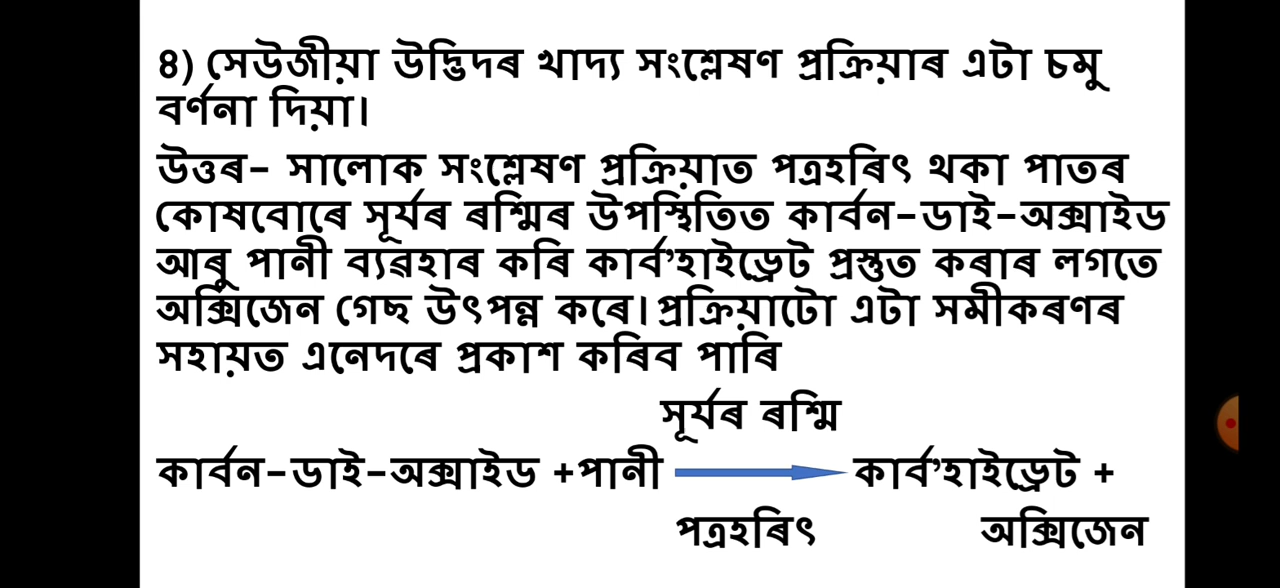 ৪) সেউজীয়া উদ্ভিদৰ খাদ্য সংশ্লেষণ প্ৰক্ৰিয়াৰ এটা চমু
বৰ্ণনা দিয়া।
উত্তৰ- সালোক সংশ্লেষণ প্ৰক্ৰিয়াত পত্ৰহৰিৎ থকা পাতৰ
কোষবোৰে সূৰ্যৰ ৰশ্মিৰ উপস্থিতিত কাৰ্বন-ডাই-অক্সাইড
আৰু পানী ব্যৱহাৰ কৰি কাৰ্ব'হাইড্ৰেট প্ৰস্তুত কৰাৰ লগতে
অক্সিজেন গেছ উৎপন্ন কৰে। প্ৰক্ৰিয়াটো এটা সমীকৰণৰ
সহায়ত এনেদৰে প্ৰকাশ কৰিব পাৰি
সূৰ্যৰ ৰশ্মি
কাৰ্বন-ডাই-অক্সাইড +পানী কাৰ্ব'হাইড্ৰেট +
পত্ৰহৰিৎ অক্সিজেন